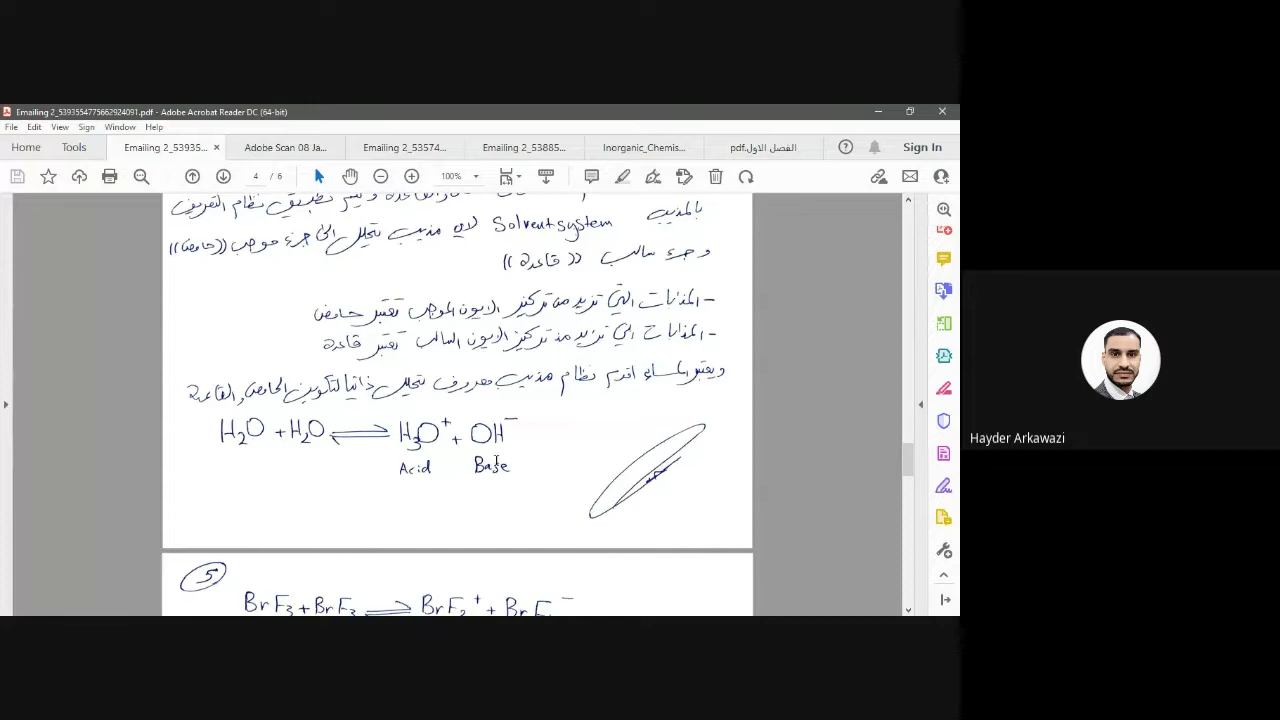 Emailing 2_5393554775662924091.pdf - Adobe Acrobat Reader DC (64-bit)
File Edit View Sign Window Help
Home Tools Emailing 2_53935... × Adobe Scan 08 Ja... Emailing 2_53574... Emailing 2_53885... Inorganic_Chemis... الفصل الاول.pdf Sign In
4 / 6 100%
نظام التعريف
بالمذيب Solvent system لاي مذيب يتحلل الى جزء موجب ((حامض))
وجزء سالب ((قاعدة))
- المذابات التي تزيد من تركيز الايون الموجب تعتبر حامض
- المذابات التي تزيد من تركيز الايون السالب تعتبر قاعدة
ويعتبر الماء اقدم نظام مذيب معروف يتحلل ذاتيا لتكوين الحامض والقاعدة
H2O + H2O ⇌ H3O+ + OH−
Acid Base
5
BrF3 + BrF3 ⇌ BrF2+ +
Hayder Arkawazi